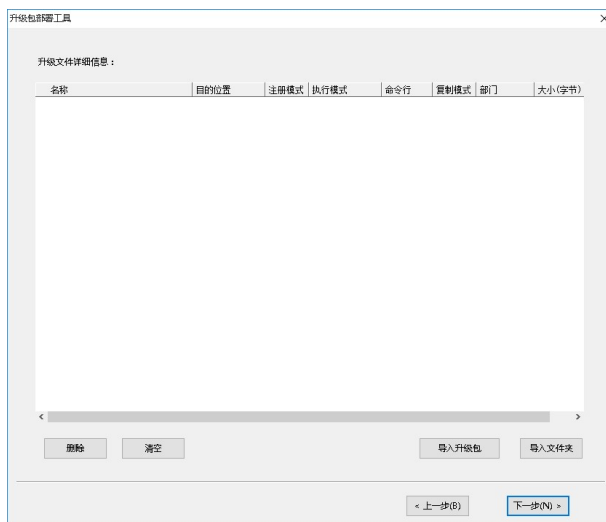 升级包部署工具
升级文件详细信息：
名称 目的位置 注册模式 执行模式 命令行 复制模式 部门 大小(字节)
删除 清空 导入升级包 导入文件夹
< 上一步(B) 下一步(N) >